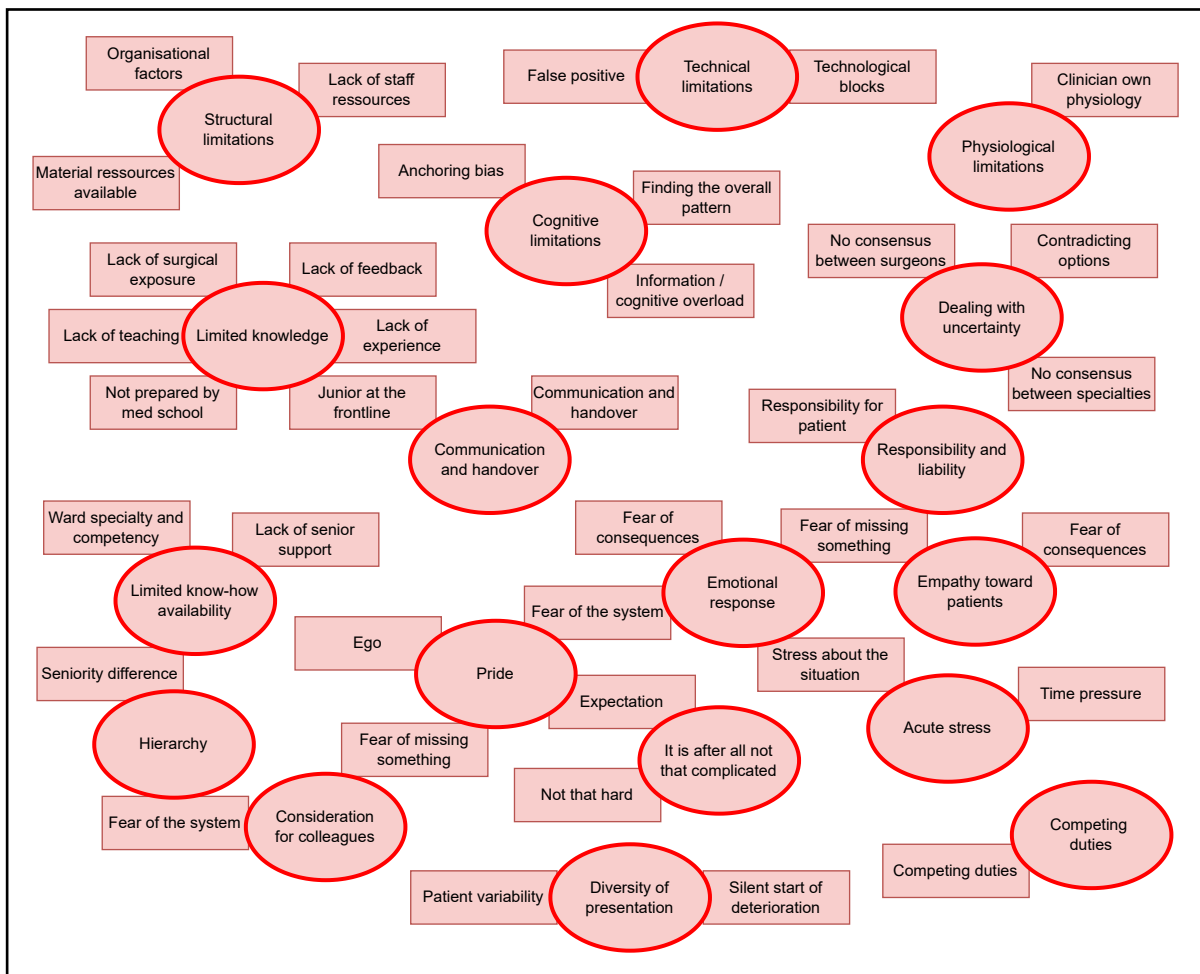 Organisational
factors
Lack of staff
ressources
Structural
limitations
Material ressources
available
False positive
Technical
limitations
Technological
blocks
Clinician own
physiology
Physiological
limitations
Anchoring bias
Finding the overall
pattern
Cognitive
limitations
Information /
cognitive overload
No consensus
between surgeons
Contradicting
options
Dealing with
uncertainty
No consensus
between specialties
Lack of surgical
exposure
Lack of feedback
Lack of teaching
Limited knowledge
Lack of
experience
Not prepared by
med school
Junior at the
frontline
Communication and
handover
Communication
and handover
Responsibility for
patient
Responsibility and
liability
Ward specialty and
competency
Lack of senior
support
Limited know-how
availability
Fear of
consequences
Fear of missing
something
Fear of
consequences
Emotional
response
Empathy toward
patients
Fear of the system
Ego
Pride
Seniority difference
Stress about the
situation
Time pressure
Expectation
Acute stress
Hierarchy
Fear of missing
something
It is after all not
that complicated
Not that hard
Fear of the system
Consideration
for colleagues
Competing
duties
Competing duties
Patient variability
Diversity of
presentation
Silent start of
deterioration